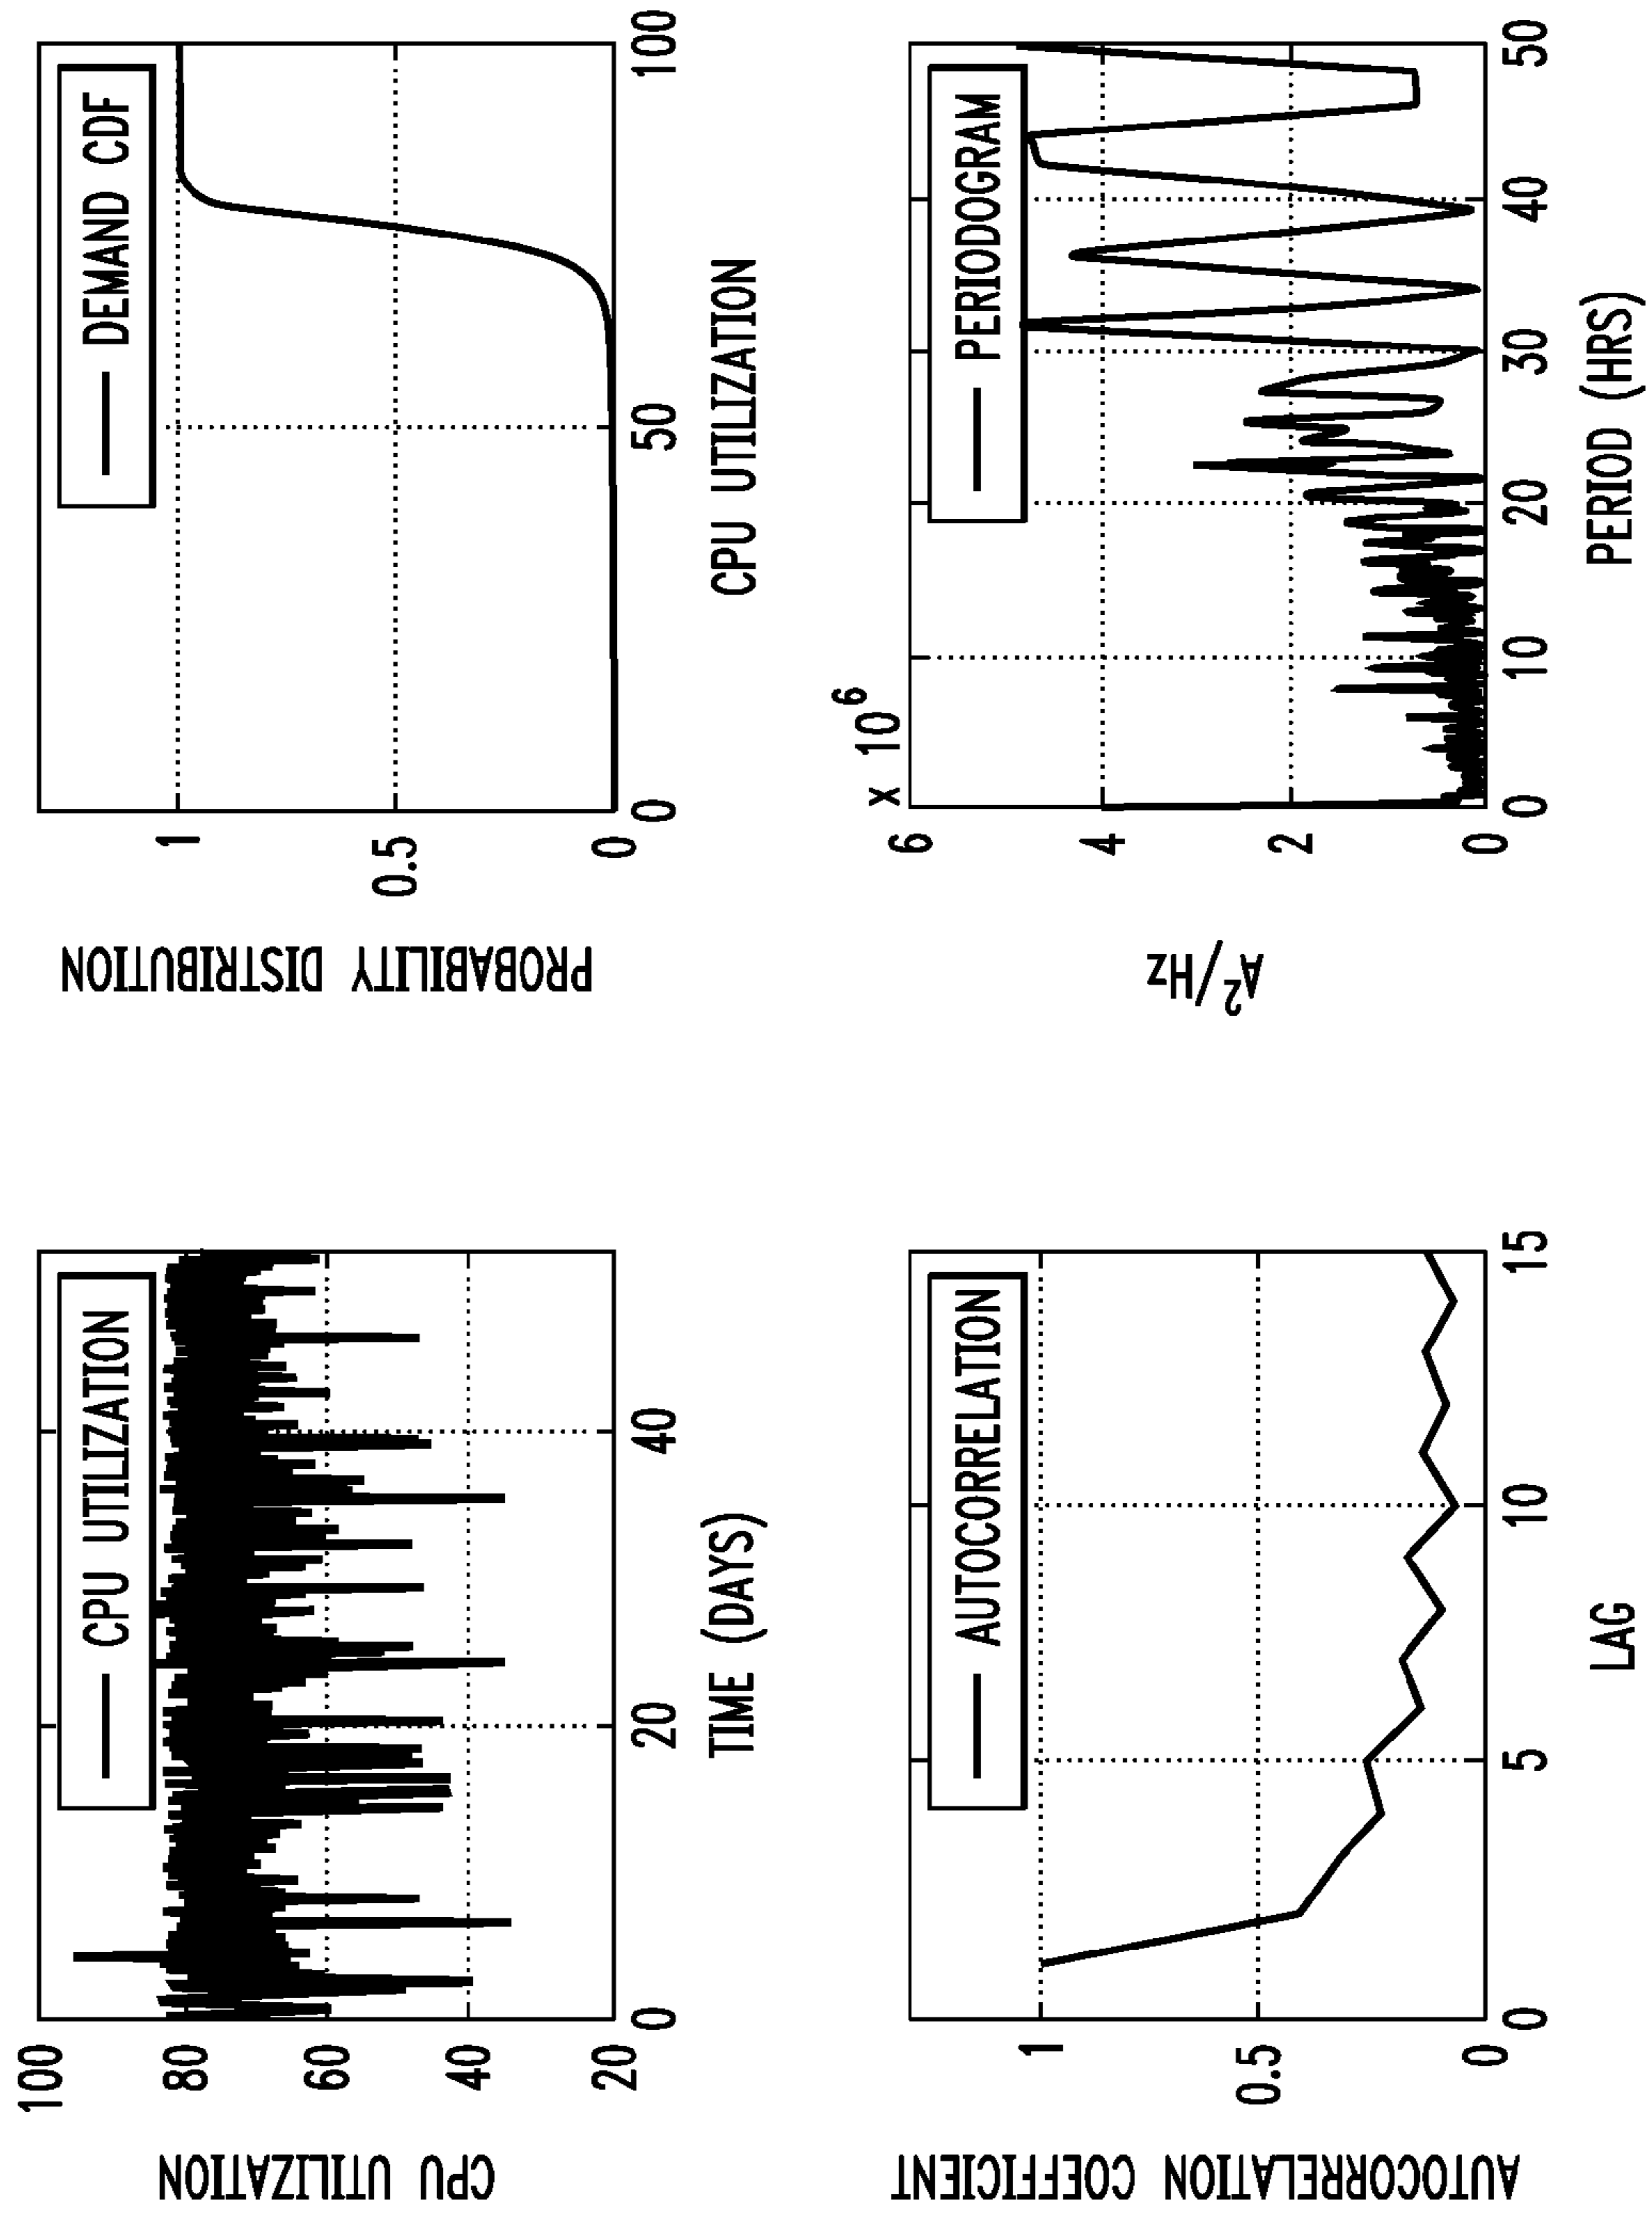 CPU UTILIZATION
100
80
60
40
20
CPU UTILIZATION
0
20
40
TIME (DAYS)
PROBABILITY DISTRIBUTION
1
0.5
0
DEMAND CDF
0
50
100
CPU UTILIZATION
AUTOCORRELATION COEFFICIENT
1
0.5
0
AUTOCORRELATION
0
5
10
15
LAG
A²/Hz
x 10⁶
6
4
2
0
PERIODOGRAM
0
10
20
30
40
50
PERIOD (HRS)